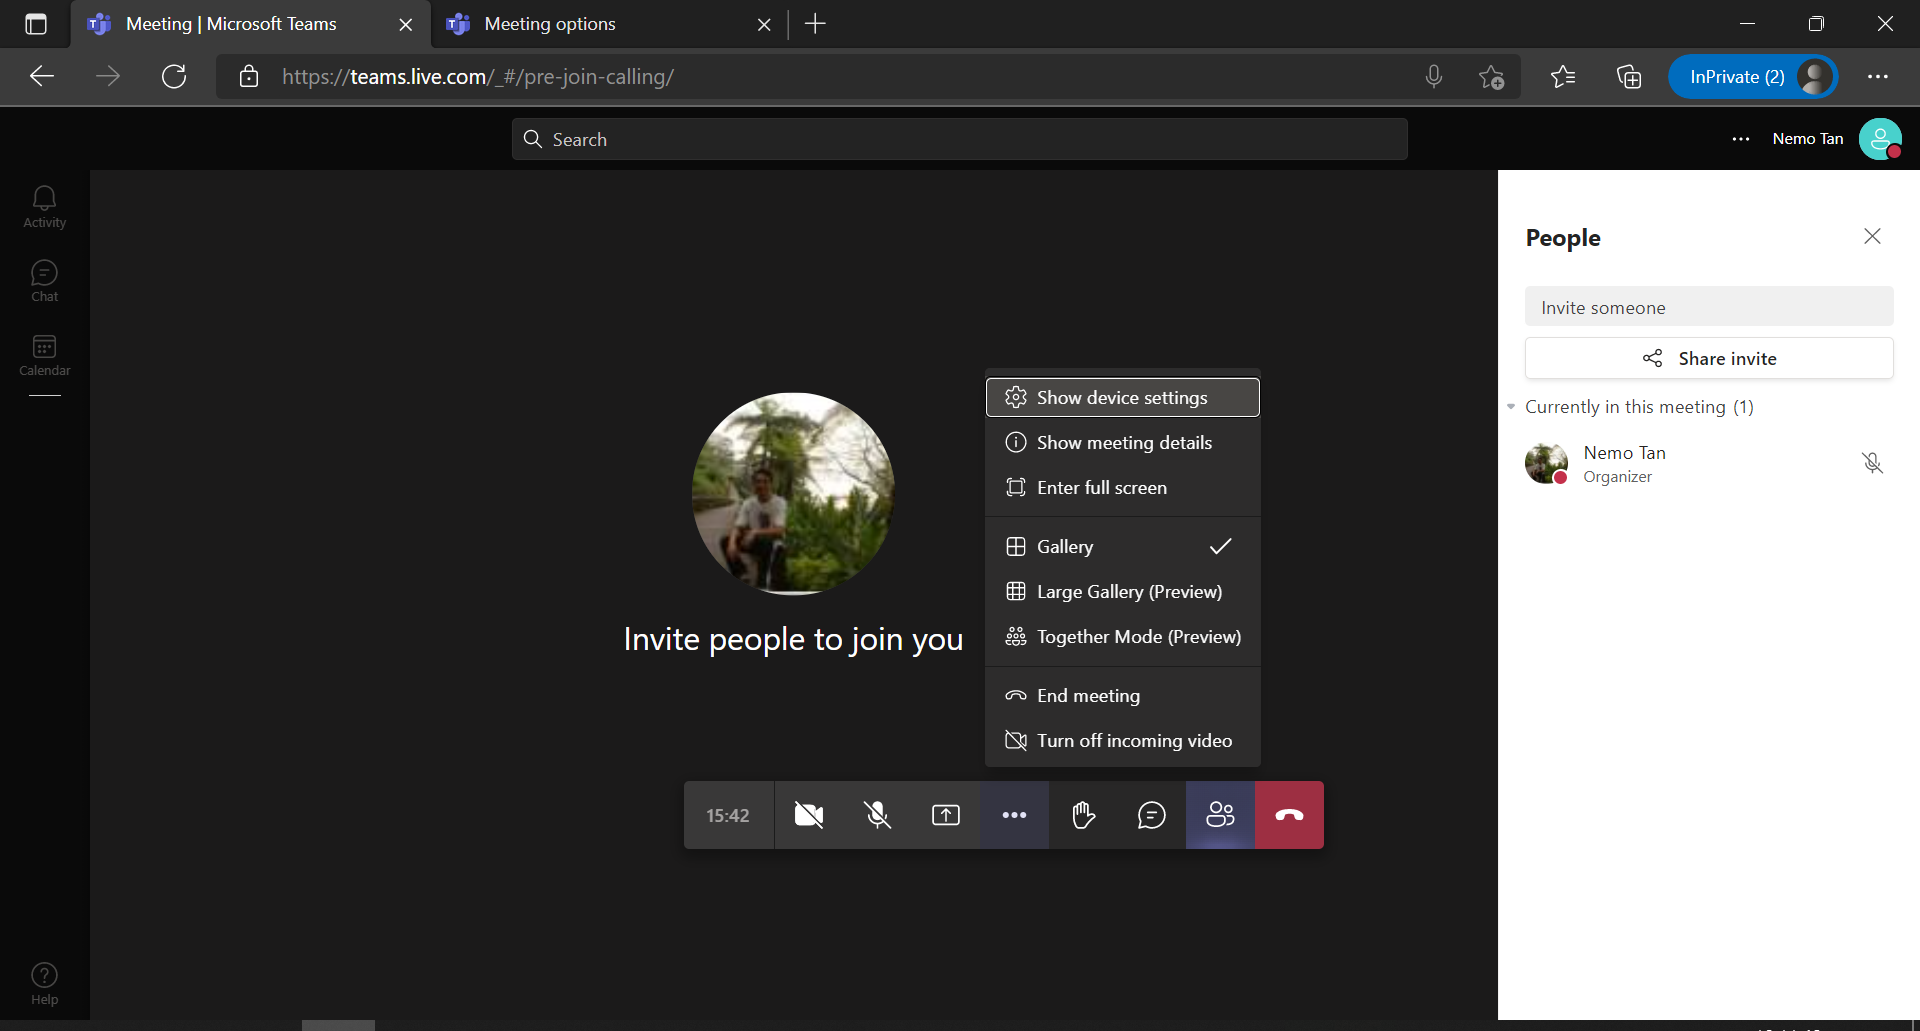 Meeting | Microsoft Teams
Meeting options
https://teams.live.com/_#/pre-join-calling/
InPrivate (2)
Search
Nemo Tan
Activity
Chat
Calendar
Help
Invite people to join you
Show device settings
Show meeting details
Enter full screen
Gallery
Large Gallery (Preview)
Together Mode (Preview)
End meeting
Turn off incoming video
15:42
People
Invite someone
Share invite
Currently in this meeting (1)
Nemo Tan
Organizer